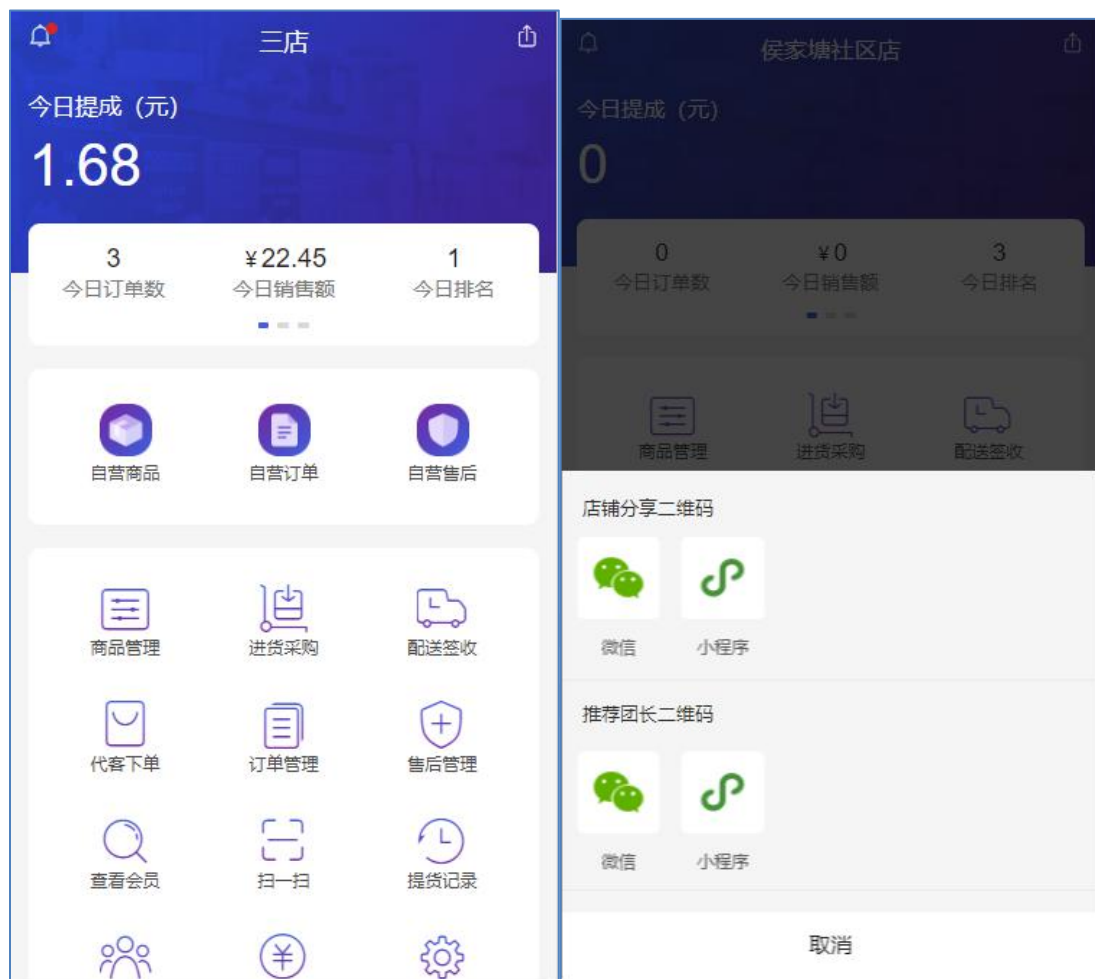 三店
今日提成（元）
1.68
3 ¥22.45 1
今日订单数 今日销售额 今日排名
自营商品 自营订单 自营售后
商品管理 进货采购 配送签收
代客下单 订单管理 售后管理
查看会员 扫一扫 提货记录
侯家塘社区店
今日提成（元）
0
0 ¥0 3
今日订单数 今日销售额 今日排名
商品管理 进货采购 配送签收
店铺分享二维码
微信 小程序
推荐团长二维码
微信 小程序
取消